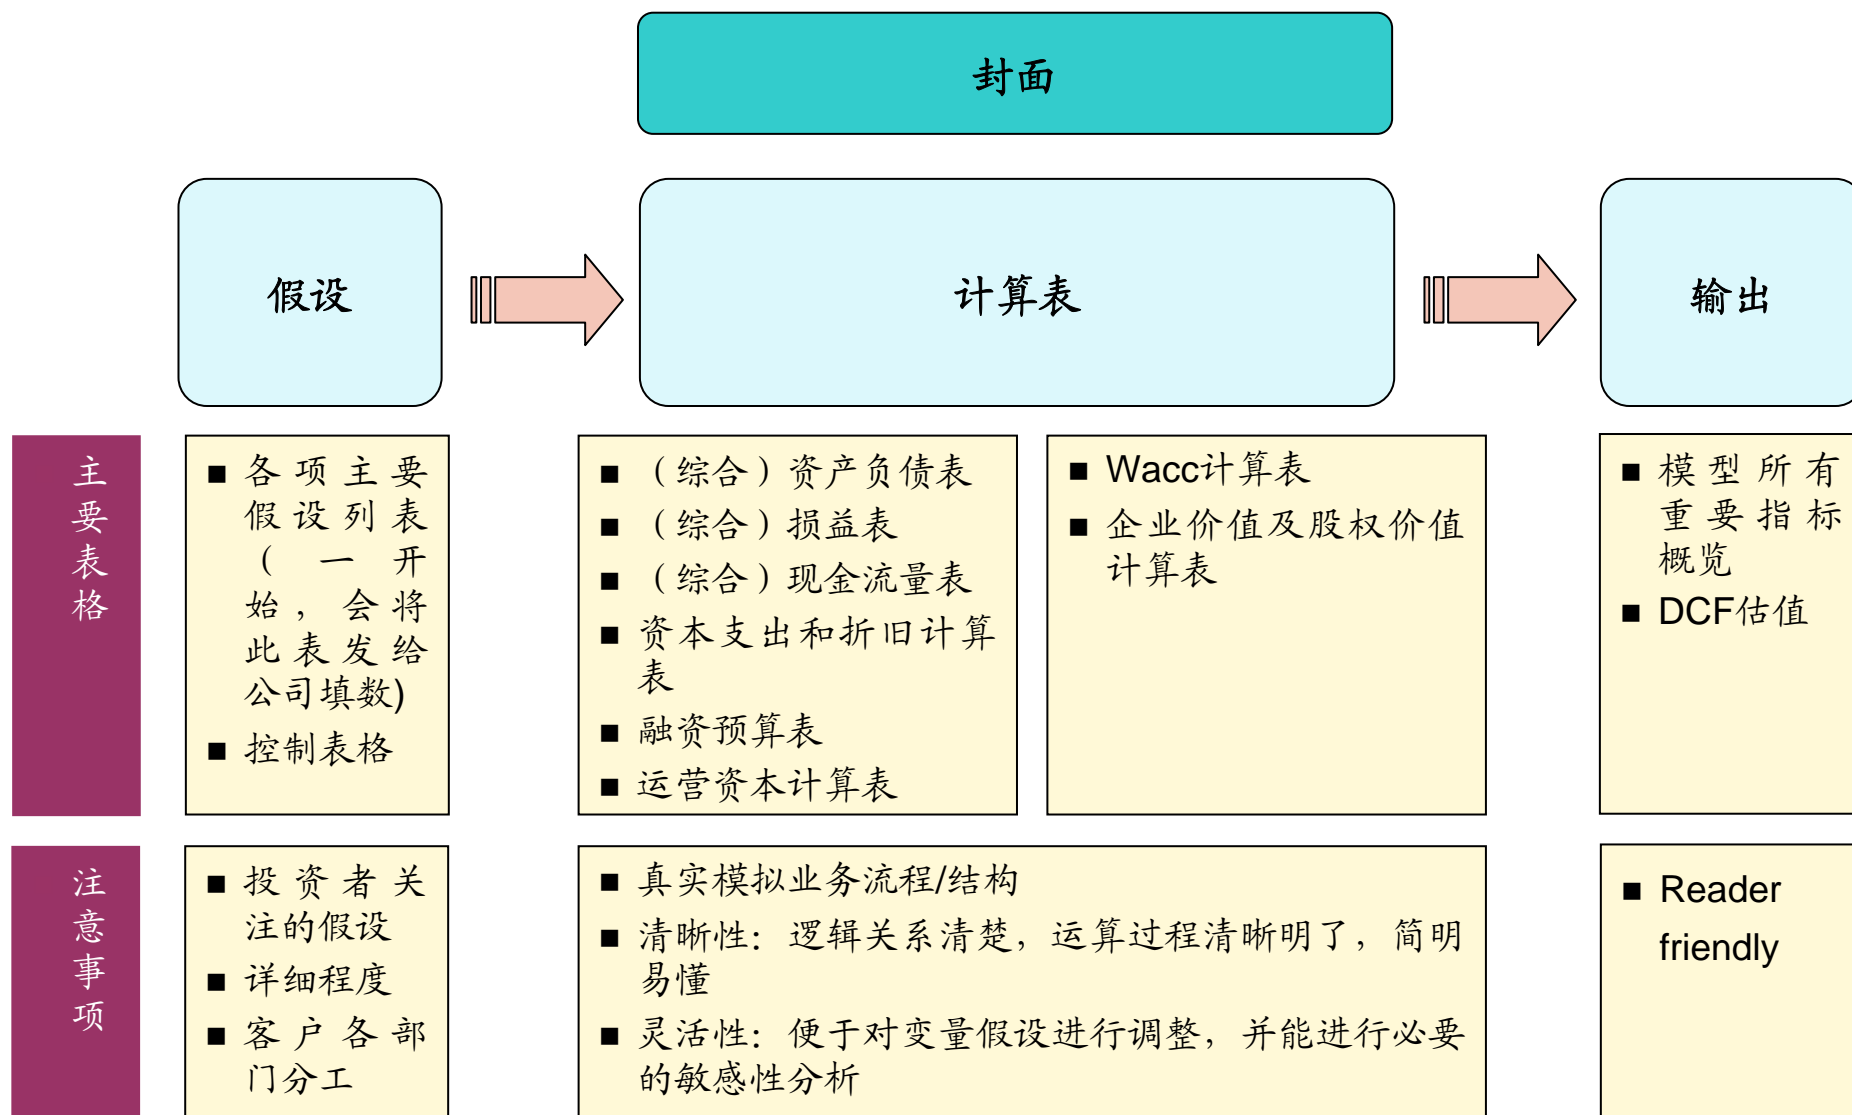 封面
假设
计算表
输出
主要表格
■ 各项主要
假设列表
（一开
始，会将
此表发给
公司填数)
■ 控制表格
■ （综合）资产负债表
■ （综合）损益表
■ （综合）现金流量表
■ 资本支出和折旧计算
表
■ 融资预算表
■ 运营资本计算表
■ Wacc计算表
■ 企业价值及股权价值
计算表
■ 模型所有
重要指标
概览
■ DCF估值
注意事项
■ 投资者关
注的假设
■ 详细程度
■ 客户各部
门分工
■ 真实模拟业务流程/结构
■ 清晰性：逻辑关系清楚，运算过程清晰明了，简明
易懂
■ 灵活性：便于对变量假设进行调整，并能进行必要
的敏感性分析
■ Reader
friendly